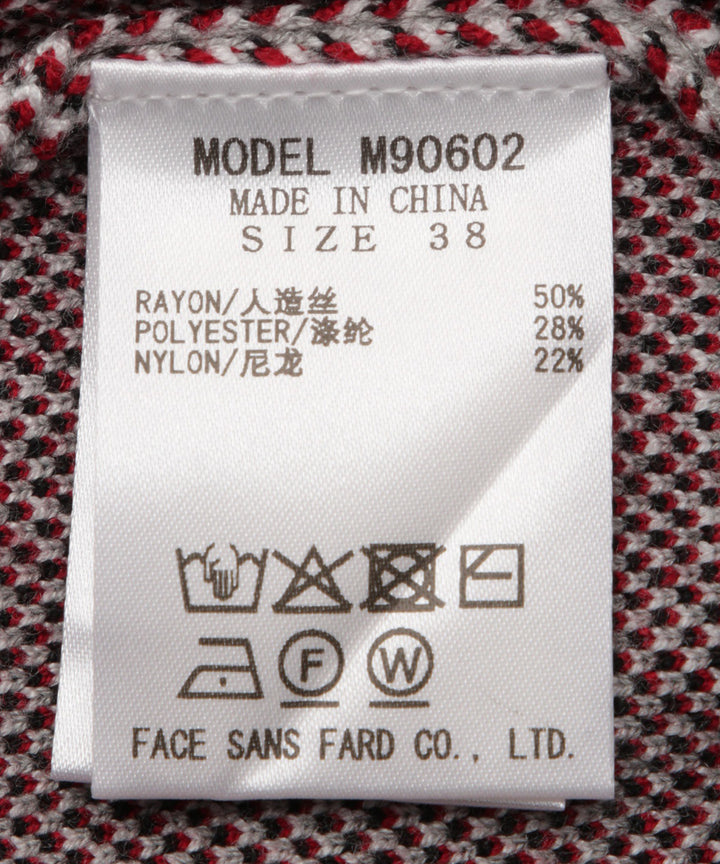 MODEL M90602
MADE IN CHINA
SIZE 38
RAYON/人造丝 50%
POLYESTER/涤纶 28%
NYLON/尼龙 22%
F W
FACE SANS FARD CO., LTD.